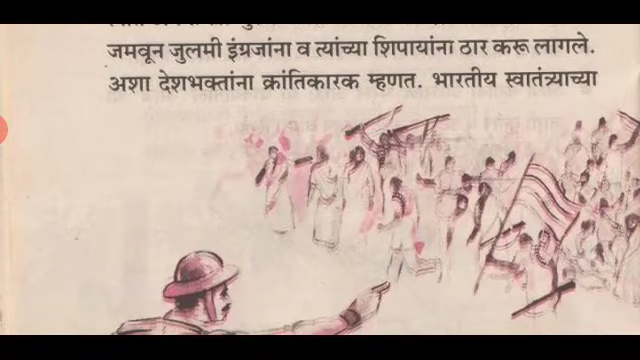 जमवून जुलमी इंग्रजांना व त्यांच्या शिपायांना ठार करू लागले.
अशा देशभक्तांना क्रांतिकारक म्हणत. भारतीय स्वातंत्र्याच्या